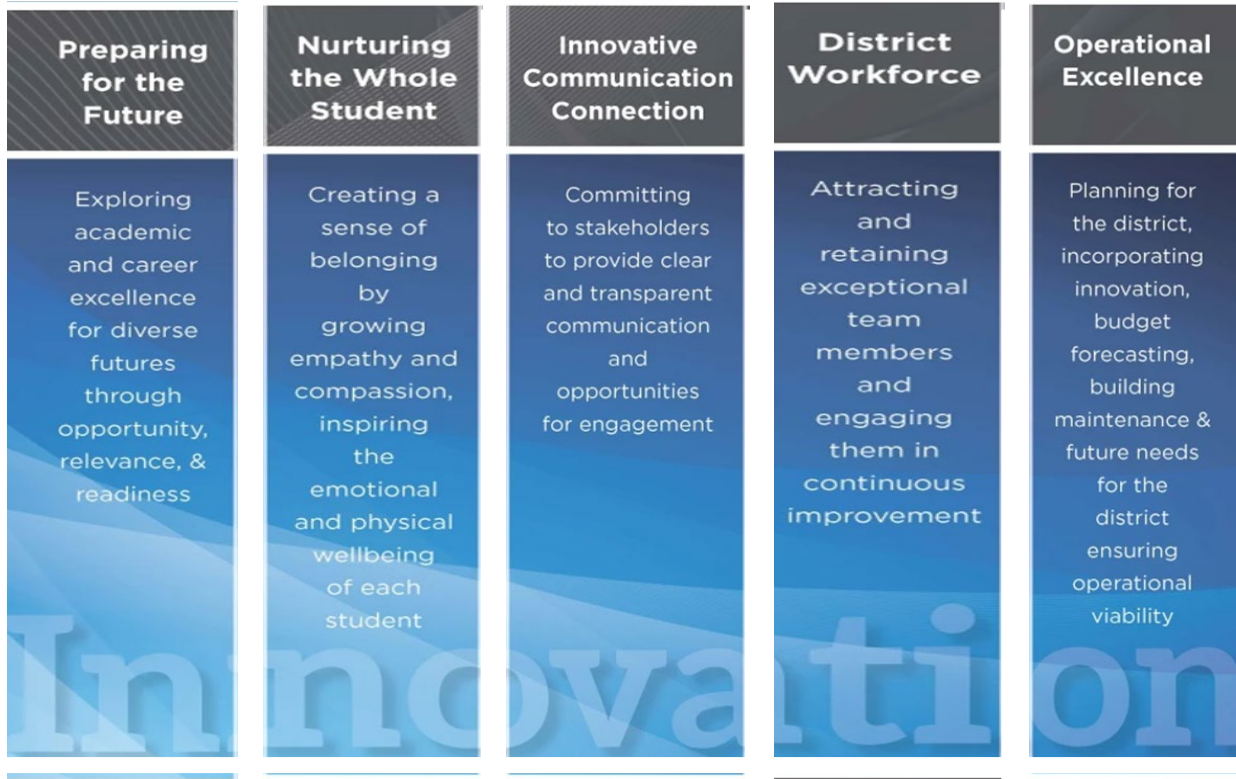 Preparing
for the
Future
Exploring
academic
and career
excellence
for diverse
futures
through
opportunity,
relevance, &
readiness
Nurturing
the Whole
Student
Creating a
sense of
belonging
by
growing
empathy and
compassion,
inspiring
the
emotional
and physical
wellbeing
of each
student
Innovative
Communication
Connection
Committing
to stakeholders
to provide clear
and transparent
communication
and
opportunities
for engagement
District
Workforce
Attracting
and
retaining
exceptional
team
members
and
engaging
them in
continuous
improvement
Operational
Excellence
Planning for
the district,
incorporating
innovation,
budget
forecasting,
building
maintenance &
future needs
for the
district
ensuring
operational
viability
Innovation